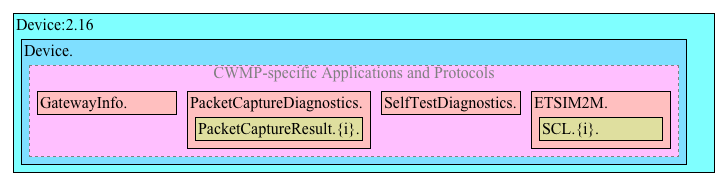 Device:2.16
Device.
CWMP-specific Applications and Protocols
GatewayInfo.
PacketCaptureDiagnostics.
PacketCaptureResult.{i}.
SelfTestDiagnostics.
ETSIM2M.
SCL.{i}.